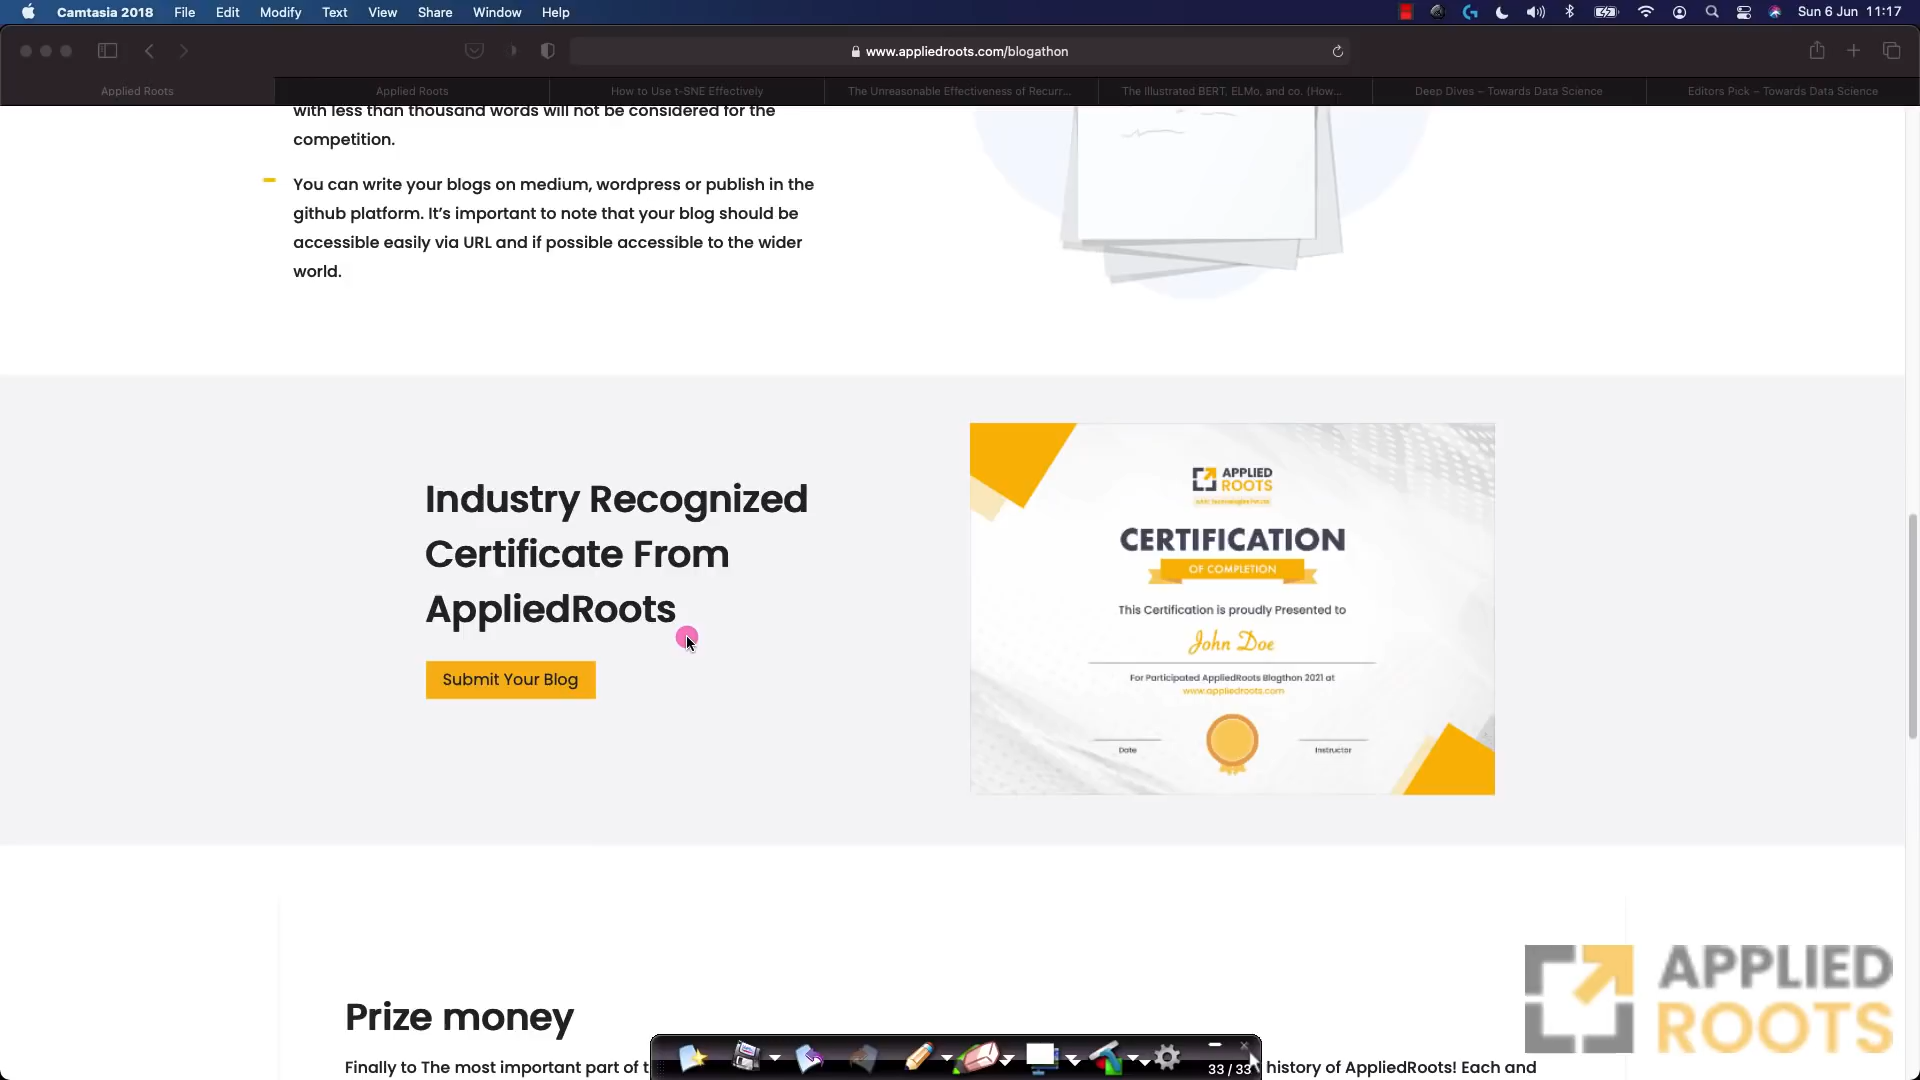 Camtasia 2018 File Edit Modify Text View Share Window Help Sun 6 Jun 11:17
www.appliedroots.com/blogathon
Applied Roots Applied Roots How to Use t-SNE Effectively The Unreasonable Effectiveness of Recurr... The Illustrated BERT, ELMo, and co. (How... Deep Dives – Towards Data Science Editors Pick – Towards Data Science
with less than thousand words will not be considered for the
competition.
You can write your blogs on medium, wordpress or publish in the
github platform. It's important to note that your blog should be
accessible easily via URL and if possible accessible to the wider
world.
Industry Recognized
Certificate From
AppliedRoots
Submit Your Blog
APPLIED
ROOTS
CERTIFICATION
OF COMPLETION
This Certification is proudly Presented to
John Doe
For Participated AppliedRoots Blagthon 2021 at
www.appliedroots.com
Date Instructor
Prize money
Finally to The most important part of t history of AppliedRoots! Each and
33 / 33
APPLIED
ROOTS